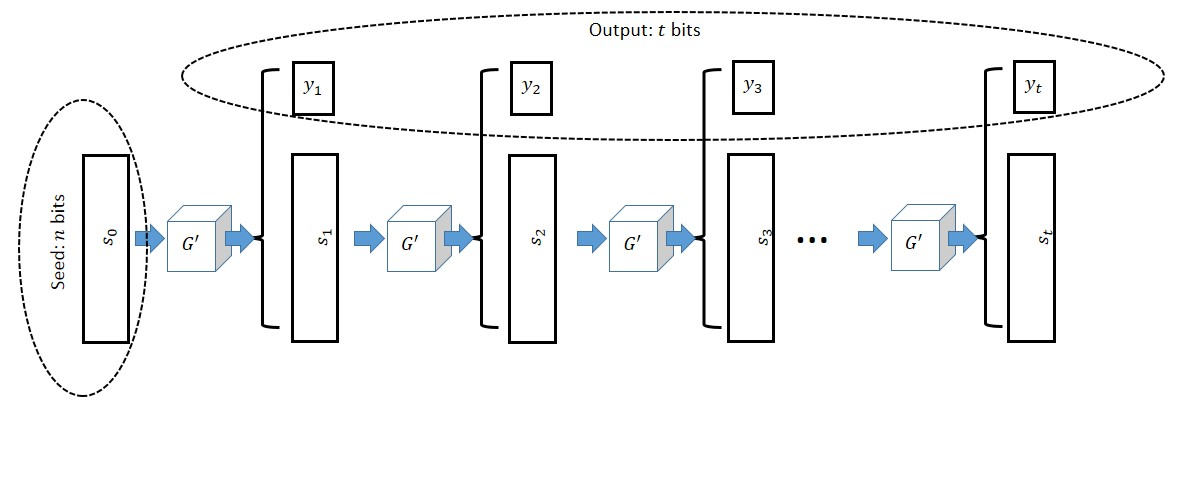 Output: t bits
y₁
y₂
y₃
yₜ
Seed: n bits
s₀
G′
s₁
G′
s₂
G′
s₃
...
G′
sₜ